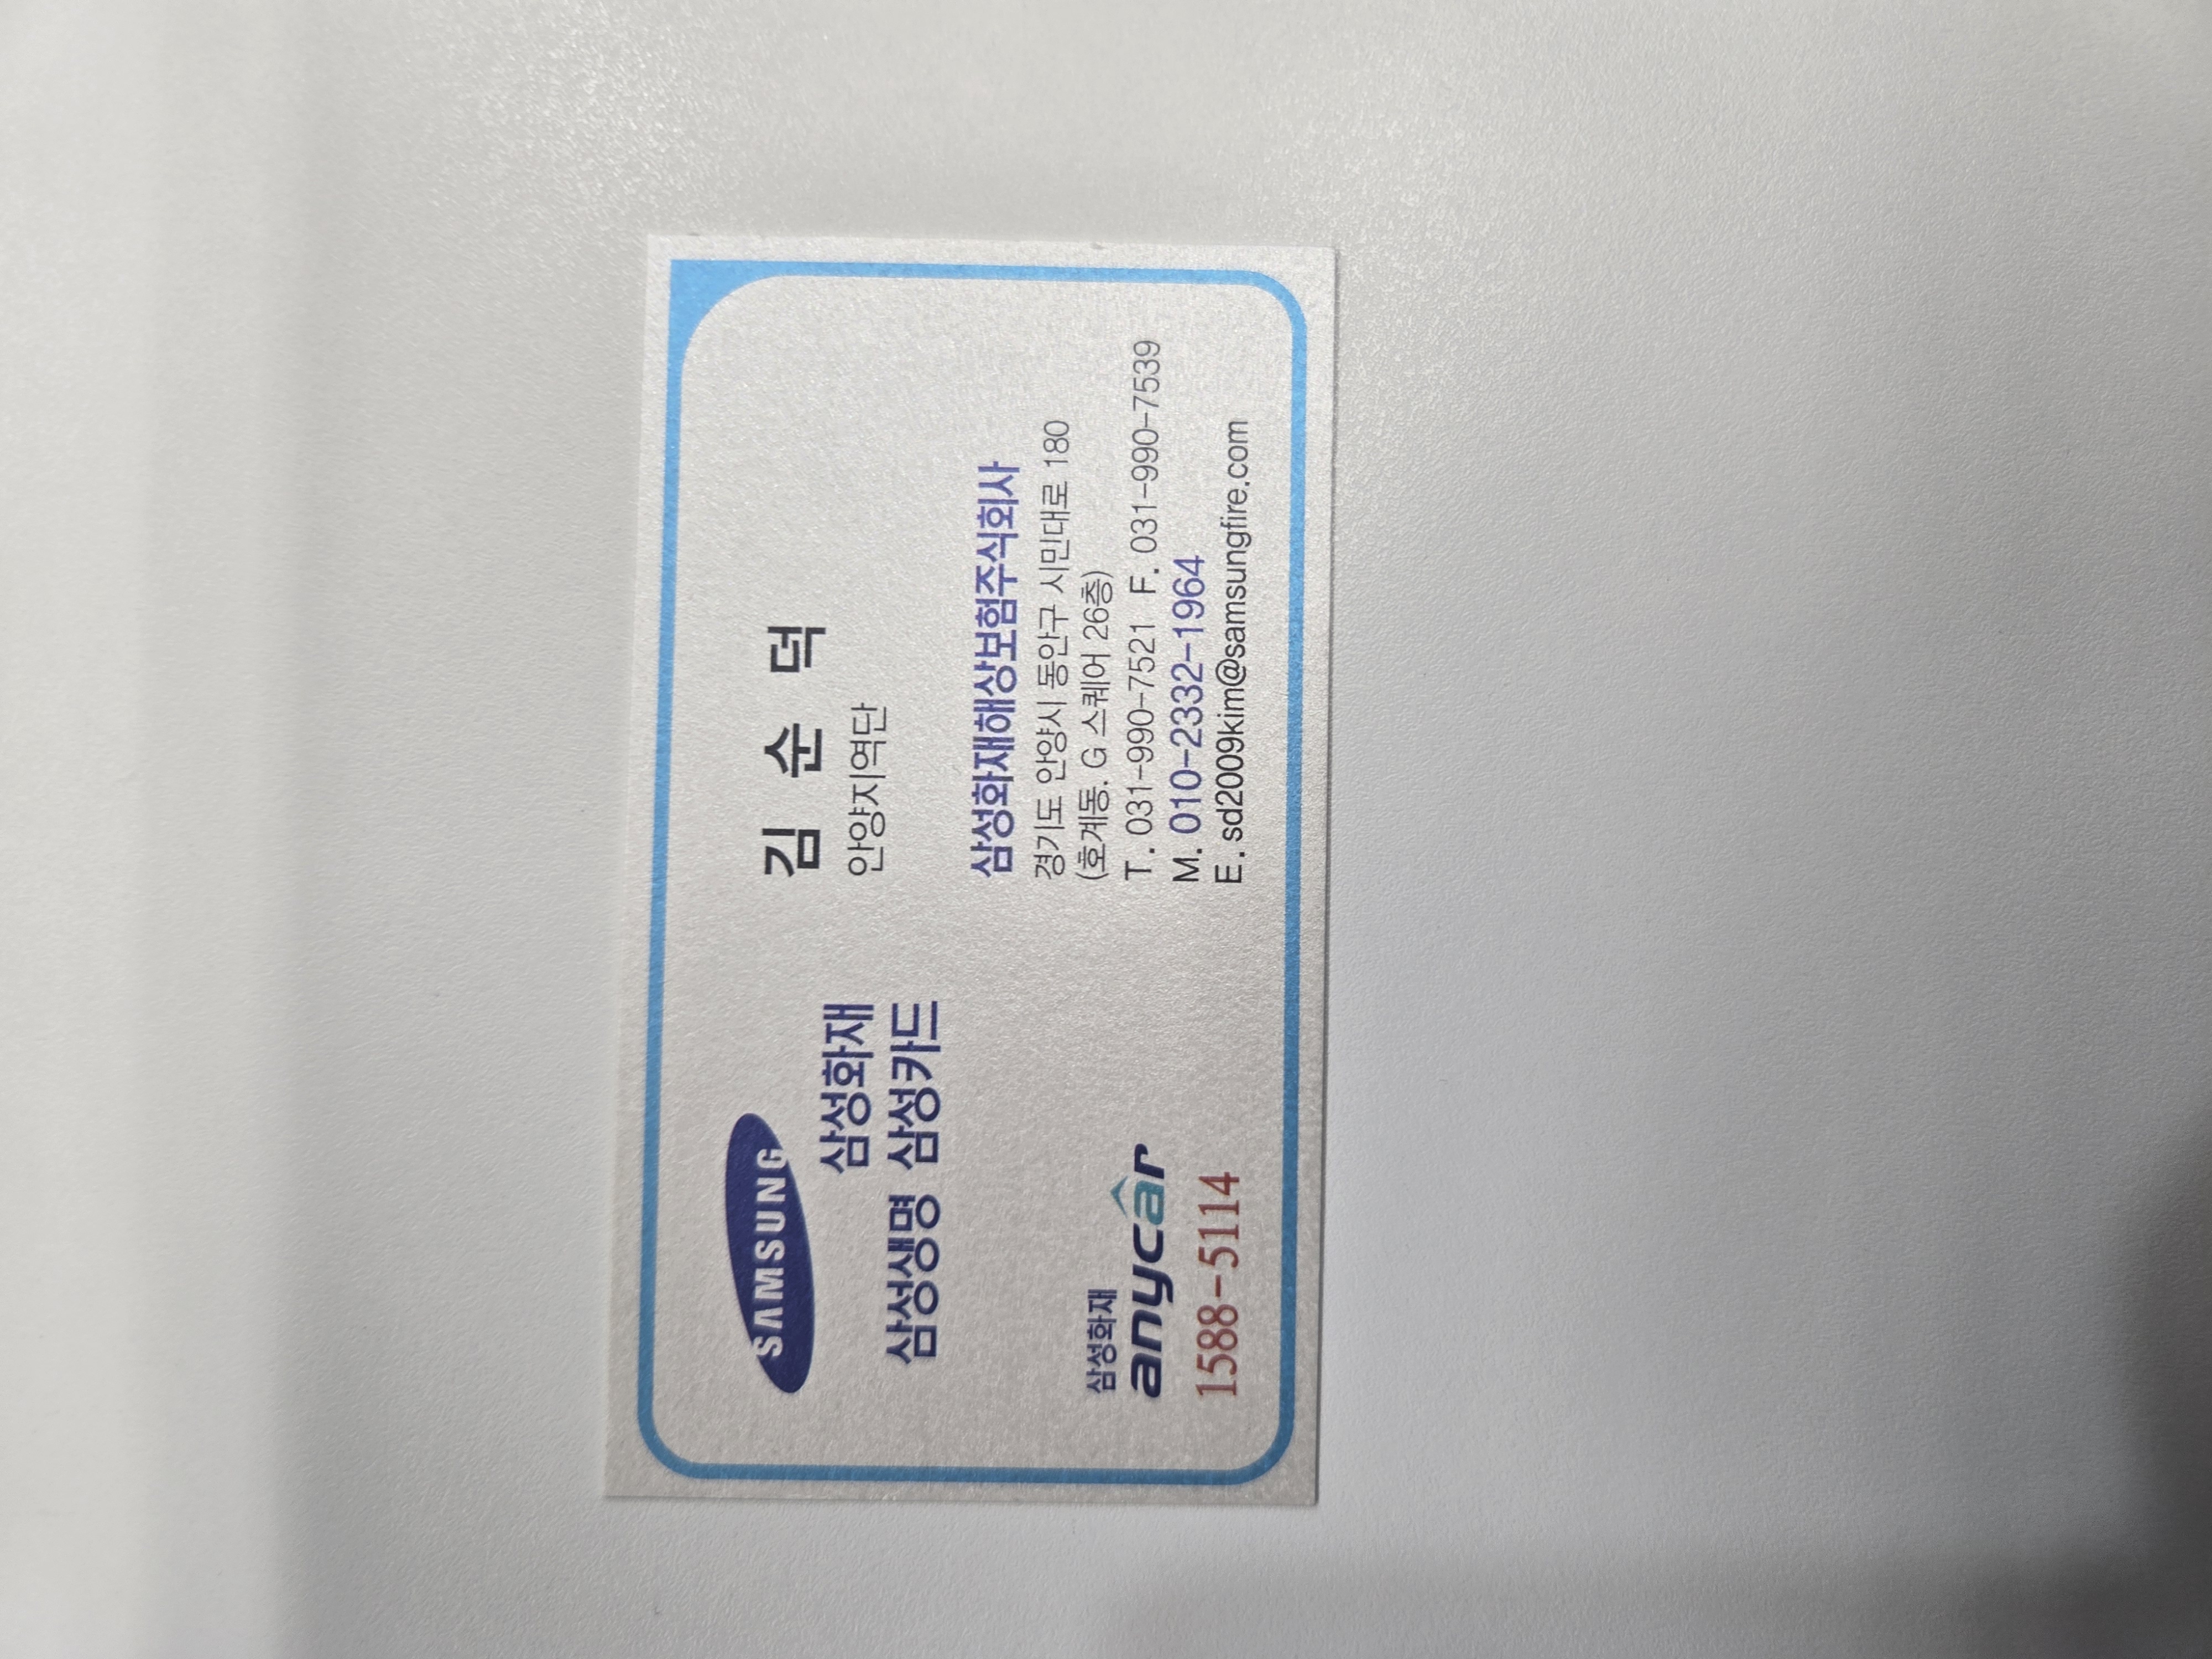 SAMSUNG
삼성화재
삼성생명 삼성카드
김 순 덕
안양지역단
삼성화재해상보험주식회사
경기도 안양시 동안구 시민대로 180
(호계동. G 스퀘어 26층)
T. 031-990-7521 F. 031-990-7539
M. 010-2332-1964
E. sd2009kim@samsungfire.com
삼성화재
anycar
1588-5114